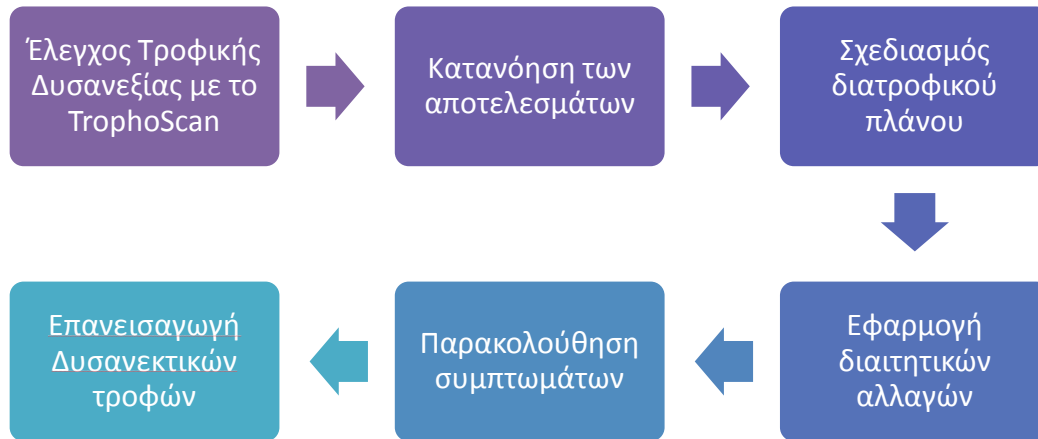 Έλεγχος Τροφικής
Δυσανεξίας με το
TrophoScan
Κατανόηση των
αποτελεσμάτων
Σχεδιασμός
διατροφικού
πλάνου
Εφαρμογή
διαιτητικών
αλλαγών
Παρακολούθηση
συμπτωμάτων
Επανεισαγωγή
Δυσανεκτικών
τροφών